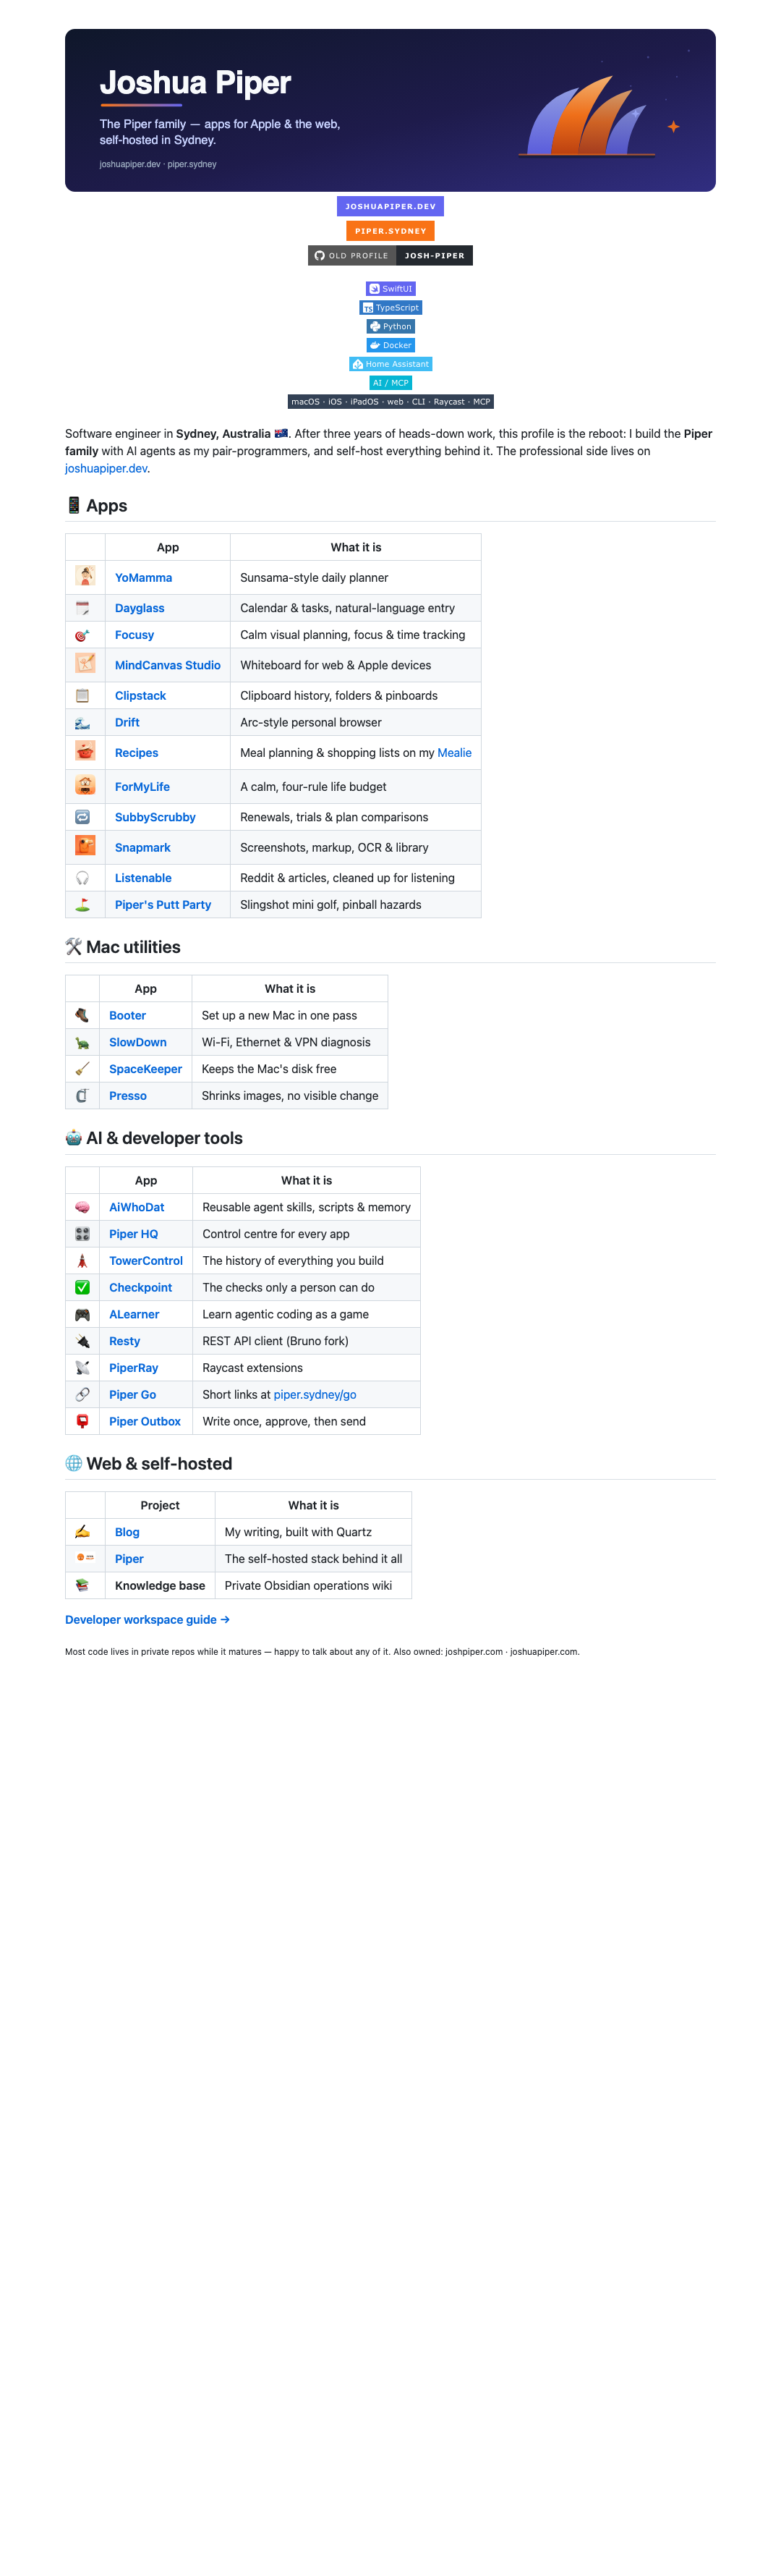 Joshua Piper
The Piper family — apps for Apple & the web,
self-hosted in Sydney.
joshuapiper.dev · piper.sydney
JOSHUAPIPER.DEV
PIPER.SYDNEY
OLD PROFILE JOSH-PIPER
SwiftUI
TS TypeScript
Python
Docker
Home Assistant
AI / MCP
macOS · iOS · iPadOS · web · CLI · Raycast · MCP
Software engineer in Sydney, Australia 🇦🇺. After three years of heads-down work, this profile is the reboot: I build the Piper
family with AI agents as my pair-programmers, and self-host everything behind it. The professional side lives on
joshuapiper.dev.
📱 Apps
App What it is
YoMamma Sunsama-style daily planner
Dayglass Calendar & tasks, natural-language entry
Focusy Calm visual planning, focus & time tracking
MindCanvas Studio Whiteboard for web & Apple devices
Clipstack Clipboard history, folders & pinboards
Drift Arc-style personal browser
Recipes Meal planning & shopping lists on my Mealie
ForMyLife A calm, four-rule life budget
SubbyScrubby Renewals, trials & plan comparisons
Snapmark Screenshots, markup, OCR & library
Listenable Reddit & articles, cleaned up for listening
Piper's Putt Party Slingshot mini golf, pinball hazards
🛠️ Mac utilities
App What it is
Booter Set up a new Mac in one pass
SlowDown Wi-Fi, Ethernet & VPN diagnosis
SpaceKeeper Keeps the Mac's disk free
Presso Shrinks images, no visible change
🤖 AI & developer tools
App What it is
AiWhoDat Reusable agent skills, scripts & memory
Piper HQ Control centre for every app
TowerControl The history of everything you build
Checkpoint The checks only a person can do
ALearner Learn agentic coding as a game
Resty REST API client (Bruno fork)
PiperRay Raycast extensions
Piper Go Short links at piper.sydney/go
Piper Outbox Write once, approve, then send
🌐 Web & self-hosted
Project What it is
Blog My writing, built with Quartz
Piper The self-hosted stack behind it all
Knowledge base Private Obsidian operations wiki
Developer workspace guide →
Most code lives in private repos while it matures — happy to talk about any of it. Also owned: joshpiper.com · joshuapiper.com.